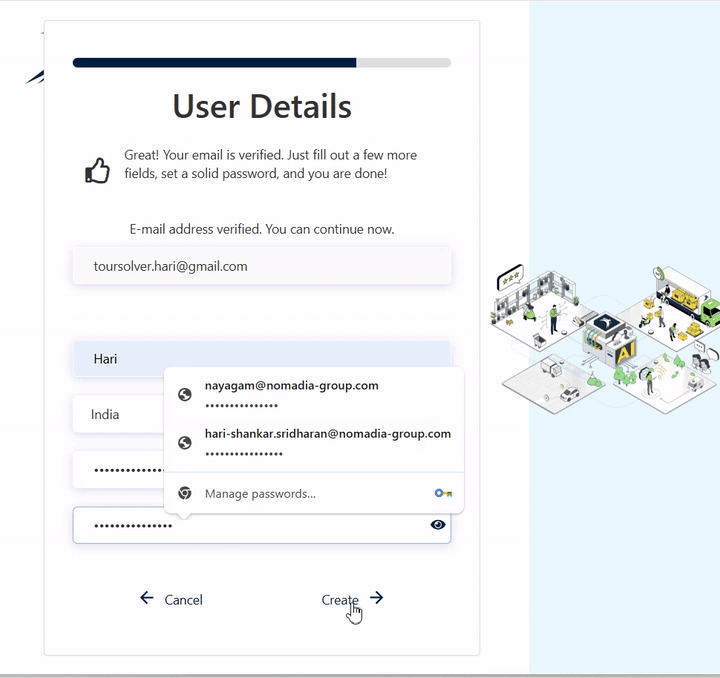 User Details
Great! Your email is verified. Just fill out a few more
fields, set a solid password, and you are done!
E-mail address verified. You can continue now.
toursolver.hari@gmail.com
Hari
nayagam@nomadia-group.com
•••••••••••••••
India
hari-shankar.sridharan@nomadia-group.com
••••••••••••••••
Manage passwords...
Cancel
Create
AI